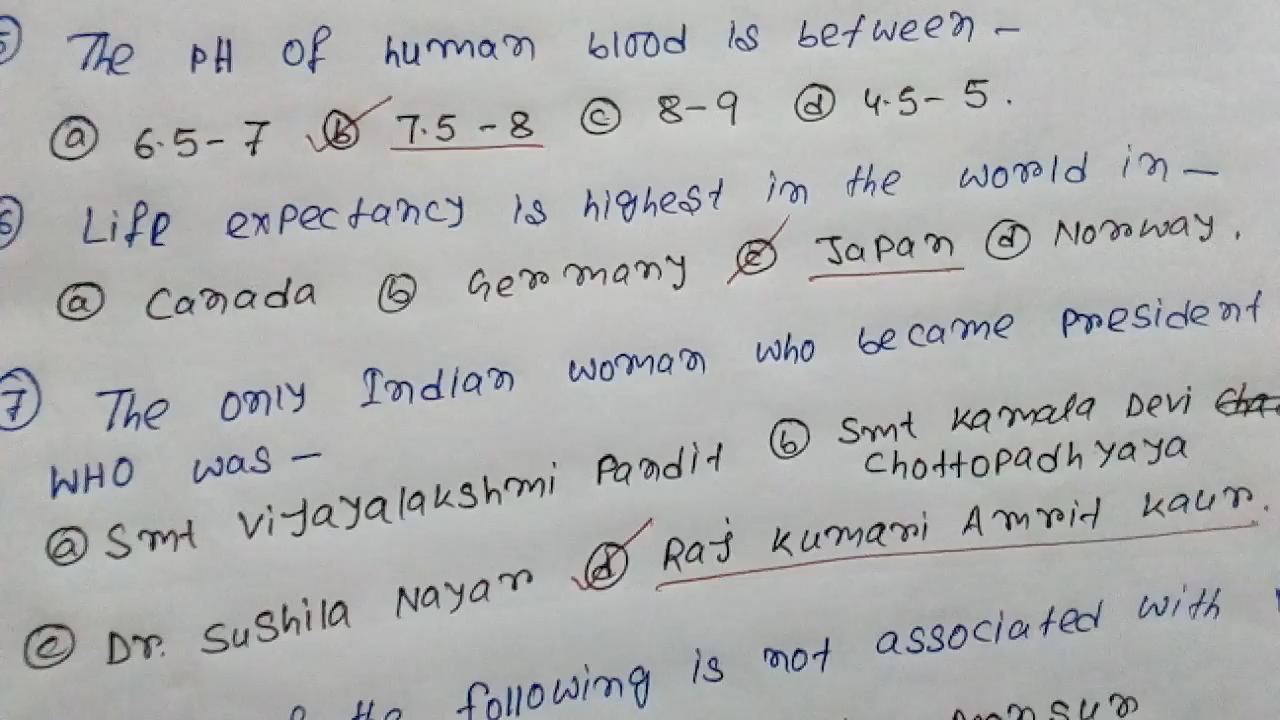 5 The pH of human blood is between -
a 6.5-7 b 7.5-8 c 8-9 d 4.5-5.
6 Life expectancy is highest in the world in -
a Canada b Germany c Japan d Norway.
7 The only Indian woman who became president
WHO was -
a Smt Vijayalakshmi Pandit b Smt Kamala Devi
Chottopadhyaya
c Dr. Sushila Nayar d Raj Kumari Amrit Kaur.
the following is not associated with